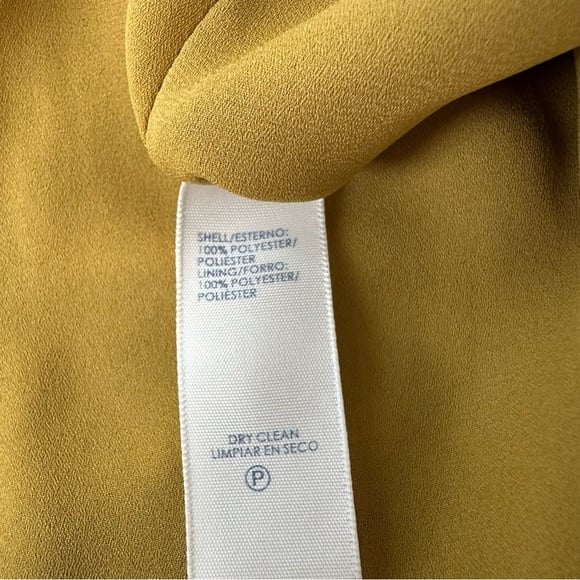 SHELL/ESTERNO:
100% POLYESTER/
POLIÉSTER
LINING/FORRO:
100% POLYESTER/
POLIÉSTER
DRY CLEAN
LIMPIAR EN SECO
P